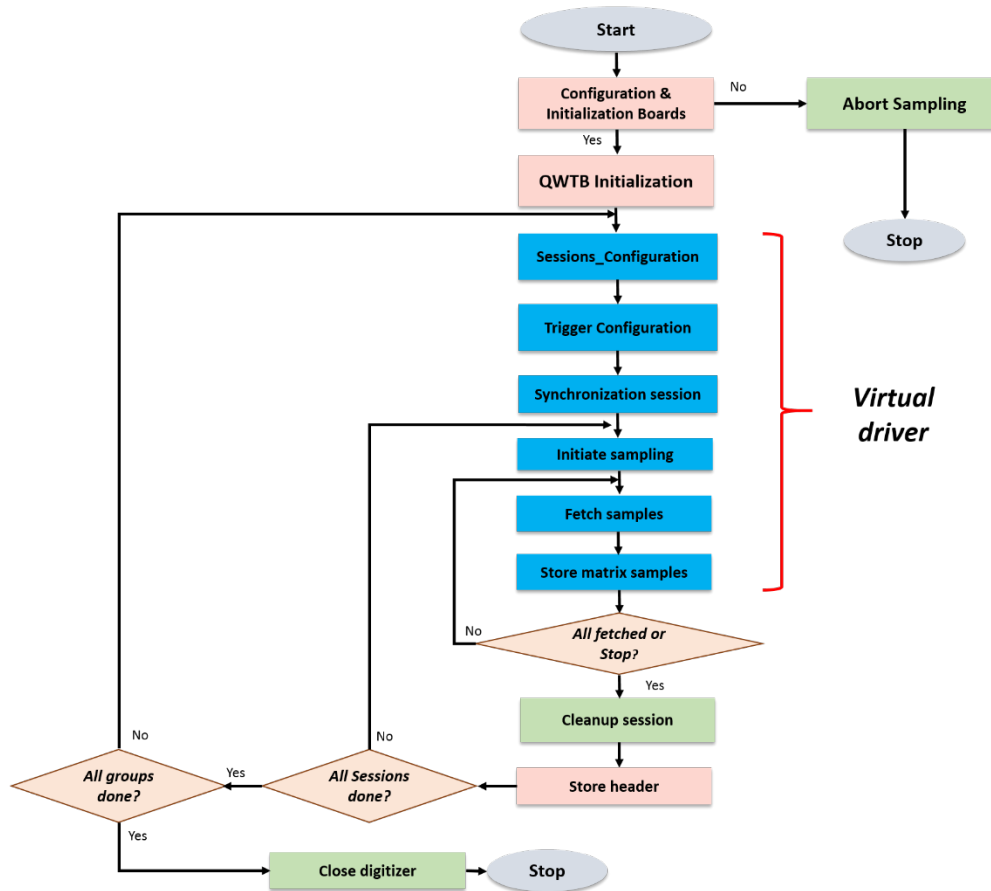 Start
Configuration &
Initialization Boards
No
Abort Sampling
Yes
QWTB Initialization
Stop
Sessions_Configuration
Trigger Configuration
Synchronization session
Initiate sampling
Fetch samples
Store matrix samples
Virtual
driver
No
All fetched or
Stop?
Yes
Cleanup session
Store header
No
All Sessions
done?
Yes
No
All groups
done?
Yes
Close digitizer
Stop